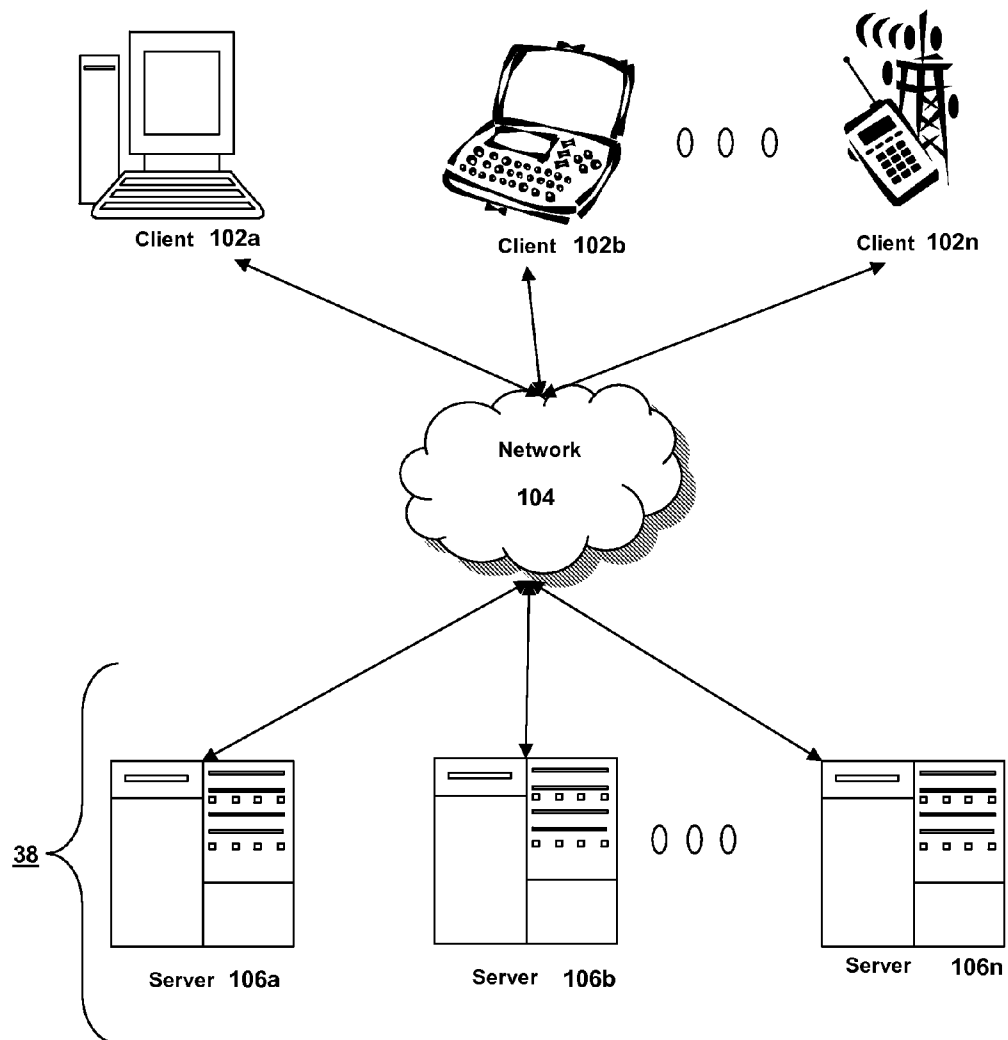 Client 102a
Client 102b
Client 102n
Network
104
38
Server 106a
Server 106b
Server 106n